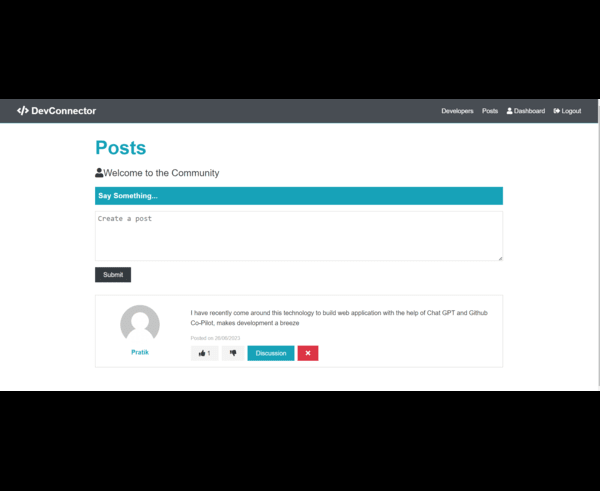 </> DevConnector
Developers Posts Dashboard Logout
Posts
Welcome to the Community
Say Something...
Create a post
Submit
I have recently come around this technology to build web application with the help of Chat GPT and Github
Co-Pilot, makes development a breeze
Posted on 26/06/2023
Pratik
1
Discussion